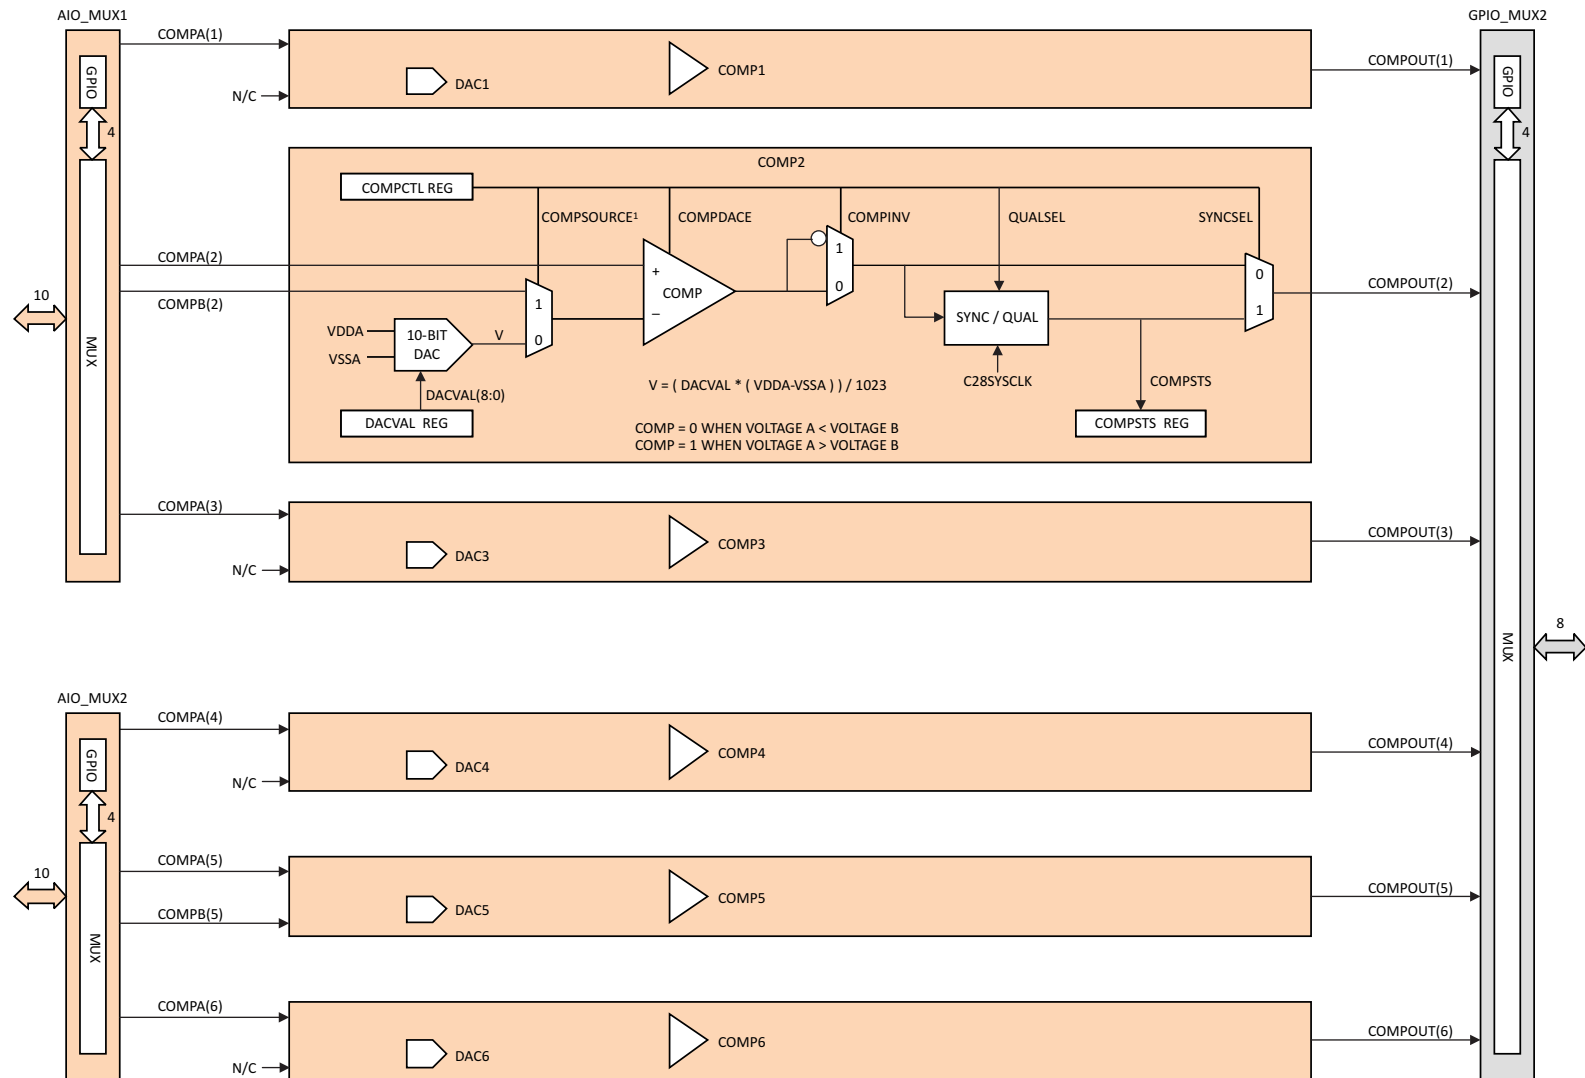 AIO_MUX1
GPIO_MUX2
COMPA(1)
GPIO
4
N/C
DAC1
COMP1
COMPOUT(1)
GPIO
4
COMP2
COMPCTL REG
COMPSOURCE¹
COMPDACE
COMPINV
QUALSEL
SYNCSEL
COMPA(2)
COMPB(2)
10
MUX
1
0
VDDA
VSSA
10-BIT
DAC
V
DACVAL(8:0)
DACVAL REG
+
COMP
–
1
0
SYNC / QUAL
C28SYSCLK
COMPSTS
COMPSTS REG
0
1
COMPOUT(2)
V = ( DACVAL * ( VDDA-VSSA ) ) / 1023
COMP = 0 WHEN VOLTAGE A < VOLTAGE B
COMP = 1 WHEN VOLTAGE A > VOLTAGE B
COMPA(3)
N/C
DAC3
COMP3
COMPOUT(3)
MUX
8
AIO_MUX2
COMPA(4)
GPIO
4
N/C
DAC4
COMP4
COMPOUT(4)
10
MUX
COMPA(5)
COMPB(5)
DAC5
COMP5
COMPOUT(5)
COMPA(6)
N/C
DAC6
COMP6
COMPOUT(6)